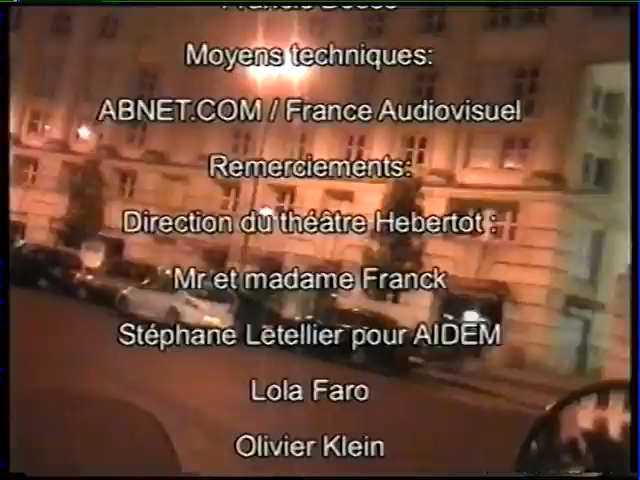 Moyens techniques:
ABNET.COM / France Audiovisuel
Remerciements:
Direction du théâtre Hebertot :
Mr et madame Franck
Stéphane Letellier pour AIDEM
Lola Faro
Olivier Klein